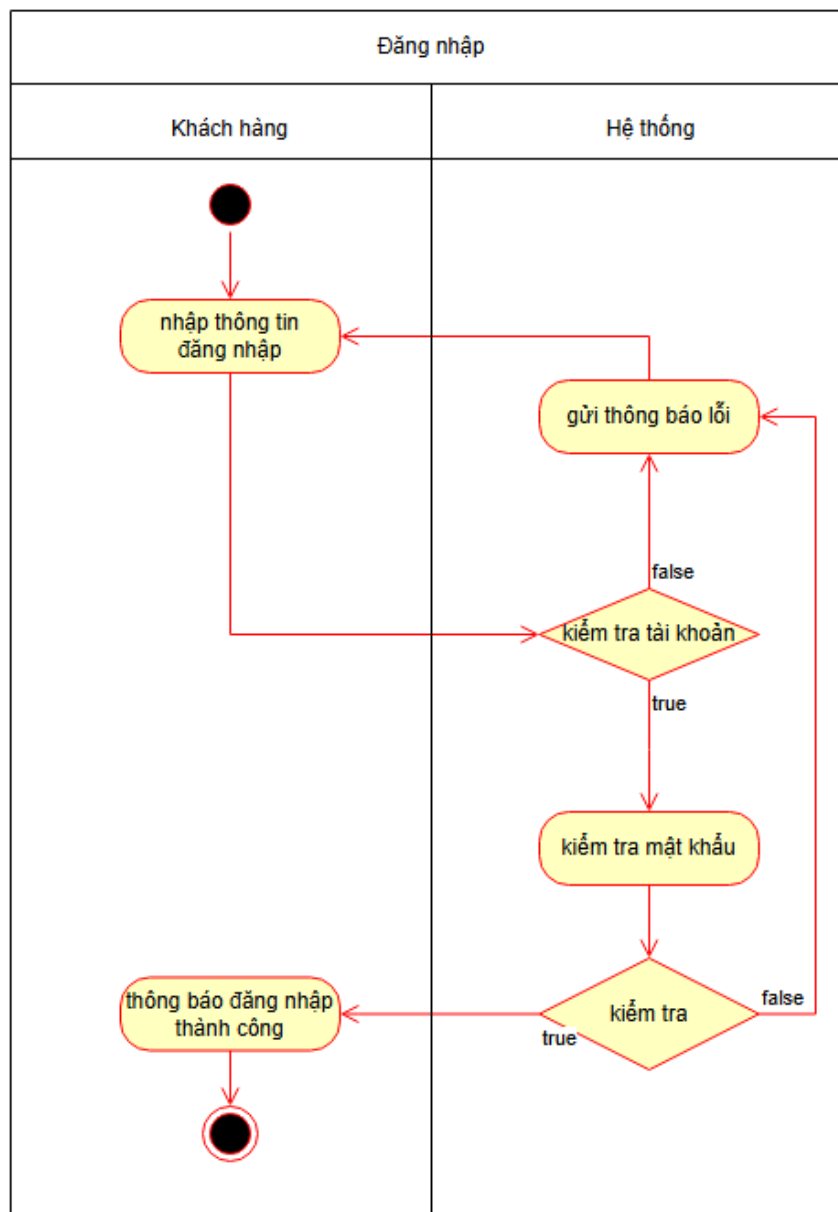 Đăng nhập
Khách hàng
Hệ thống
nhập thông tin
đăng nhập
gửi thông báo lỗi
false
kiểm tra tài khoản
true
kiểm tra mật khẩu
thông báo đăng nhập
thành công
kiểm tra
false
true